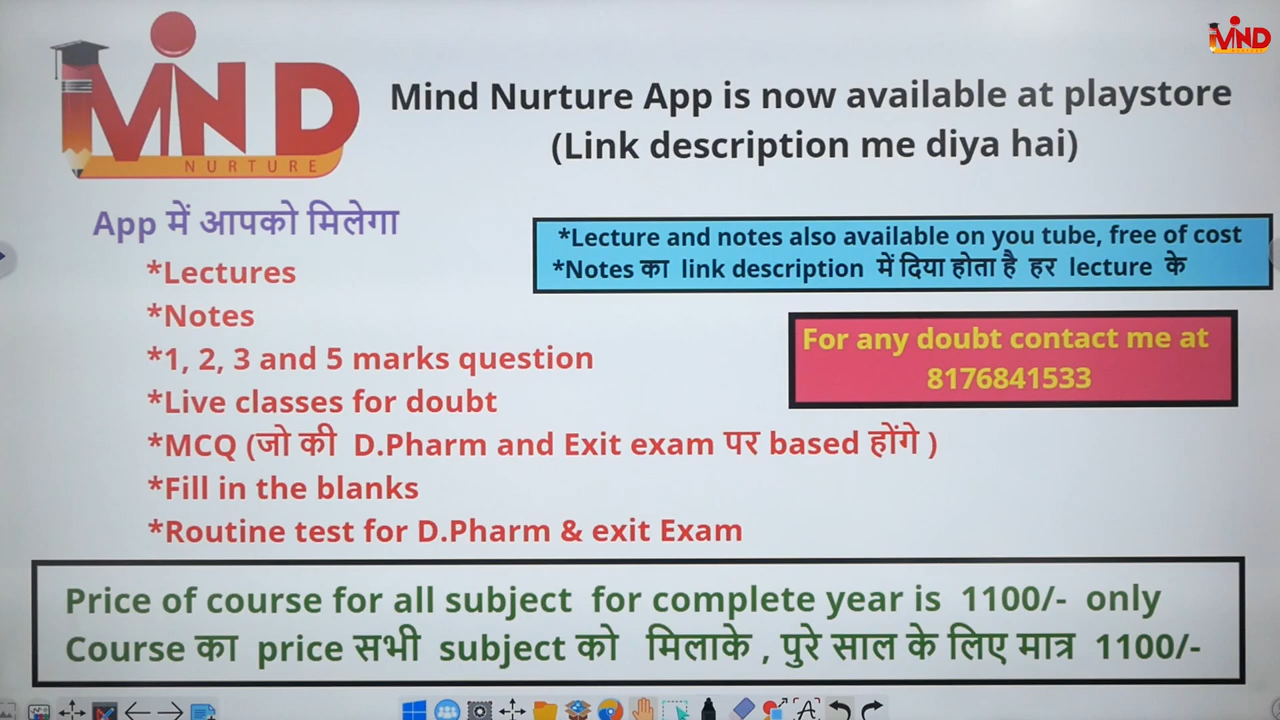 MIND
NURTURE
MIND
NURTURE
Mind Nurture App is now available at playstore
(Link description me diya hai)
App में आपको मिलेगा
*Lectures
*Notes
*1, 2, 3 and 5 marks question
*Live classes for doubt
*MCQ (जो की D.Pharm and Exit exam पर based होंगे )
*Fill in the blanks
*Routine test for D.Pharm & exit Exam
*Lecture and notes also available on you tube, free of cost
*Notes का link description में दिया होता है हर lecture के
For any doubt contact me at
8176841533
Price of course for all subject for complete year is 1100/- only
Course का price सभी subject को मिलाके , पुरे साल के लिए मात्र 1100/-